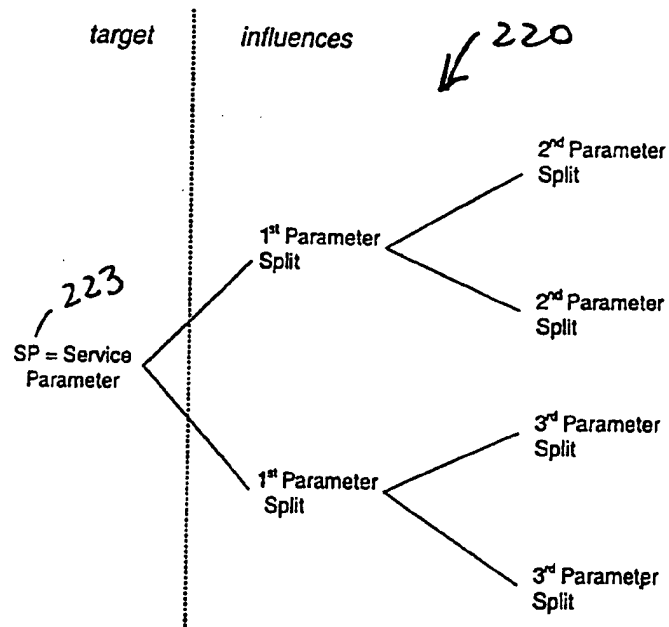 target influences 220
2nd Parameter
Split
1st Parameter
Split
2nd Parameter
Split
223
SP = Service
Parameter
3rd Parameter
Split
1st Parameter
Split
3rd Parameter
Split